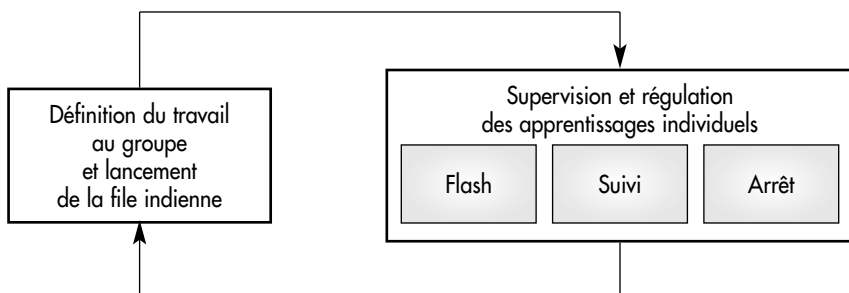 Définition du travail
au groupe
et lancement
de la file indienne
Supervision et régulation
des apprentissages individuels
Flash
Suivi
Arrêt